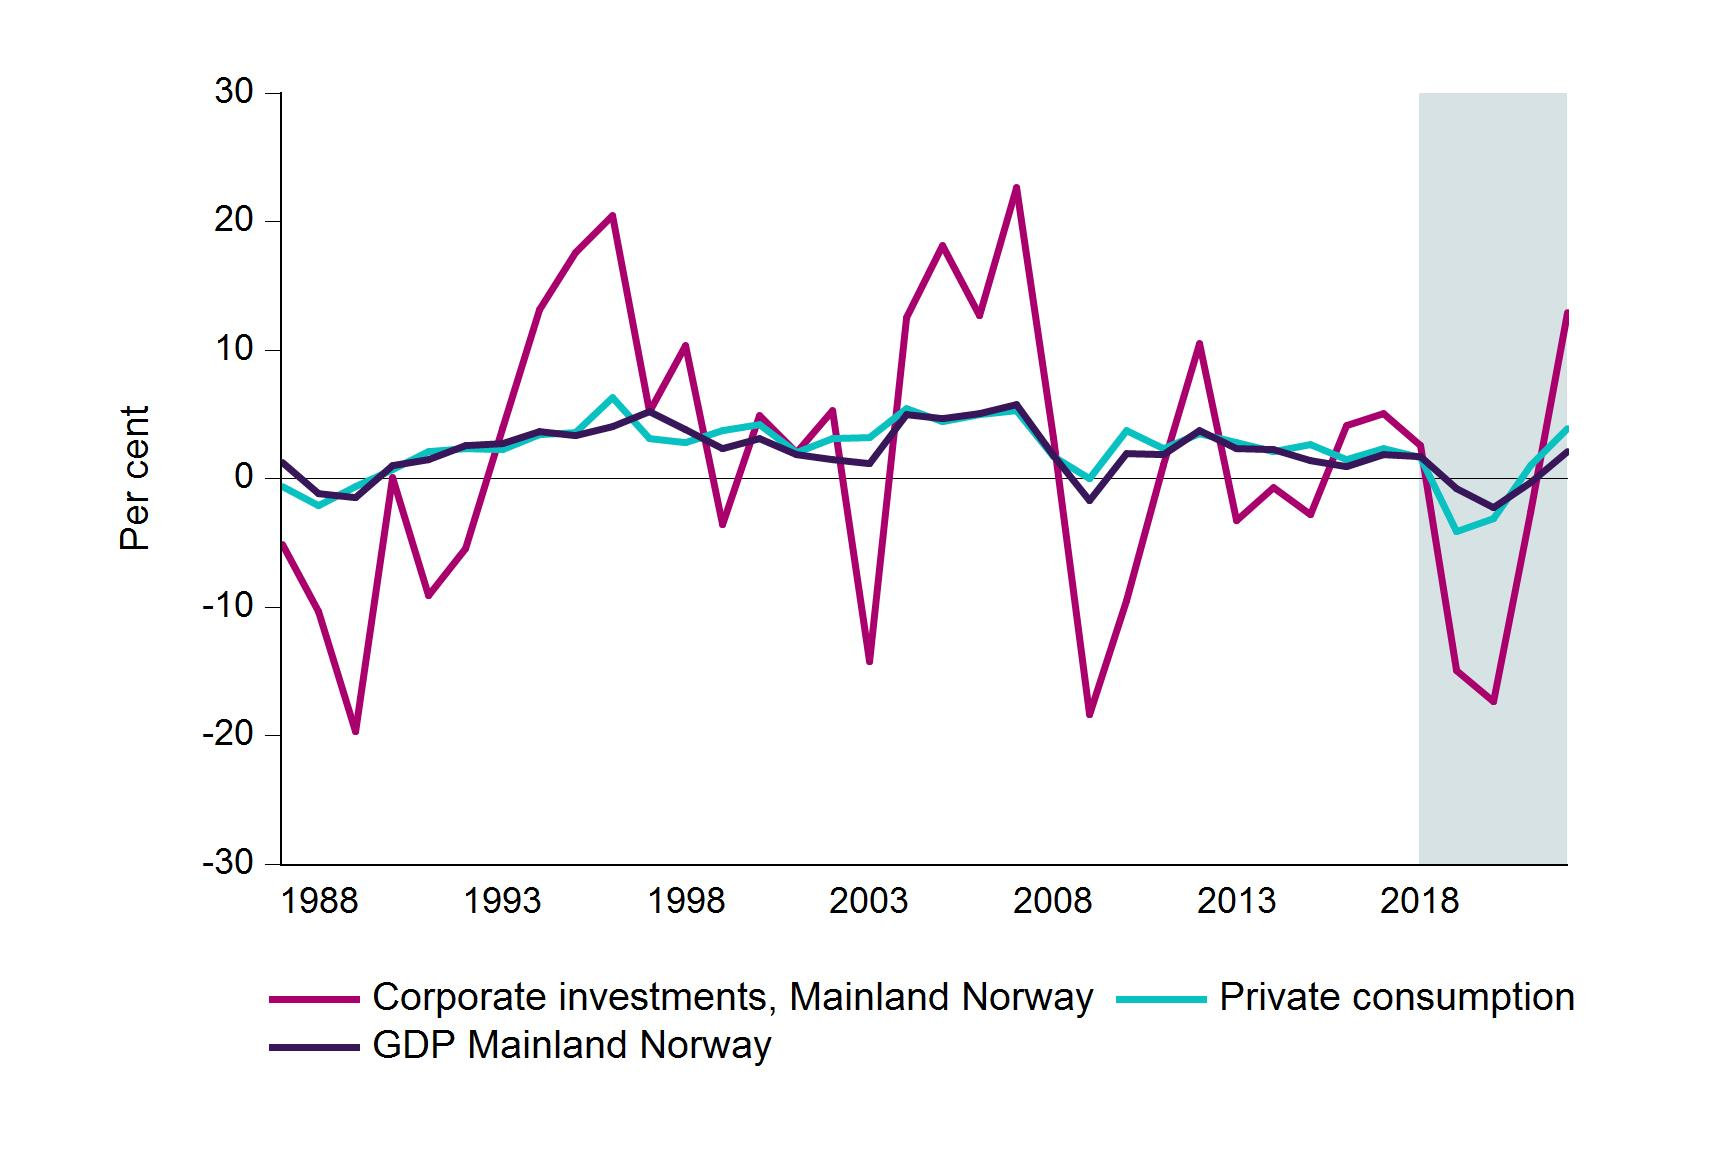 30
20
10
0
-10
-20
-30
Per cent
1988 1993 1998 2003 2008 2013 2018
Corporate investments, Mainland Norway Private consumption
GDP Mainland Norway